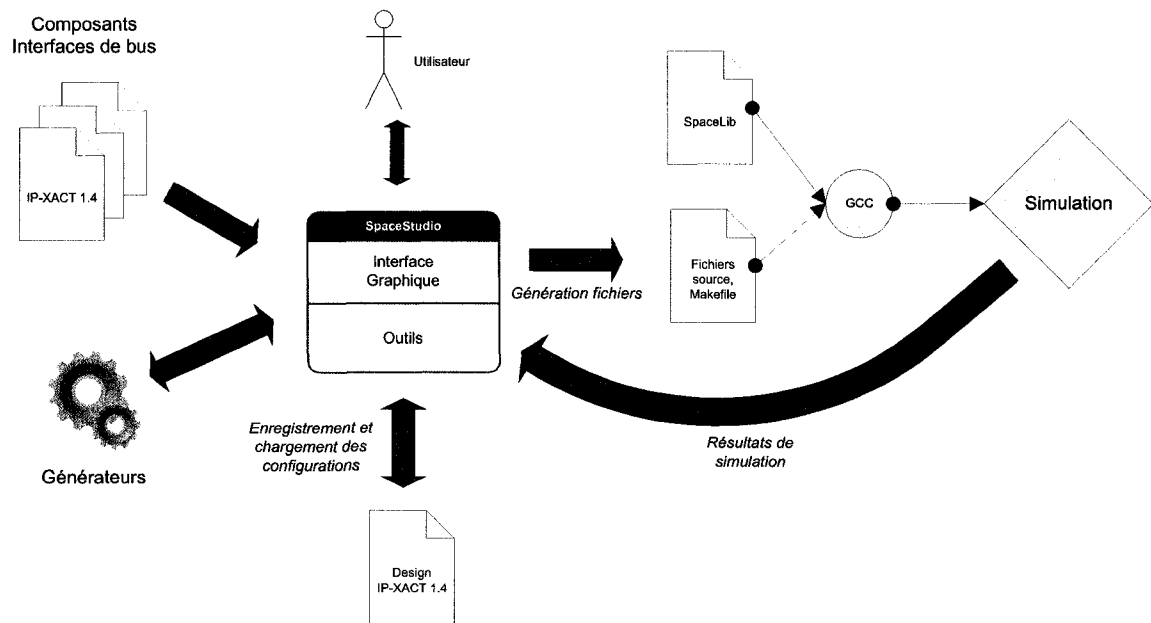 Composants
Interfaces de bus
IP-XACT 1.4
Utilisateur
SpaceStudio
Interface
Graphique
Outils
Génération fichiers
SpaceLib
Fichiers
source,
Makefile
GCC
Simulation
Résultats de
simulation
Générateurs
Enregistrement et
chargement des
configurations
Design
IP-XACT 1.4